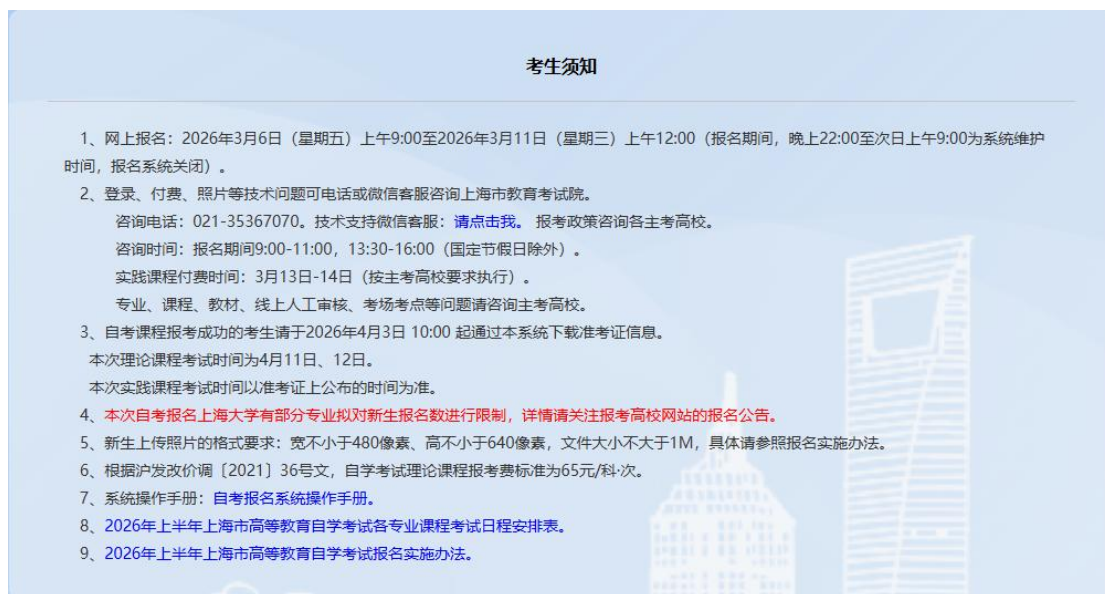 考生须知
1、网上报名：2026年3月6日（星期五）上午9:00至2026年3月11日（星期三）上午12:00（报名期间，晚上22:00至次日上午9:00为系统维护
时间，报名系统关闭）。
2、登录、付费、照片等技术问题可电话或微信客服咨询上海市教育考试院。
咨询电话：021-35367070。技术支持微信客服：请点击我。 报考政策咨询各主考高校。
咨询时间：报名期间9:00-11:00，13:30-16:00（国定节假日除外）。
实践课程付费时间：3月13日-14日（按主考高校要求执行）。
专业、课程、教材、线上人工审核、考场考点等问题请咨询主考高校。
3、自考课程报考成功的考生请于2026年4月3日 10:00 起通过本系统下载准考证信息。
本次理论课程考试时间为4月11日、12日。
本次实践课程考试时间以准考证上公布的时间为准。
4、本次自考报名上海大学有部分专业拟对新生报名数进行限制，详情请关注报考高校网站的报名公告。
5、新生上传照片的格式要求：宽不小于480像素、高不小于640像素，文件大小不大于1M，具体请参照报名实施办法。
6、根据沪发改价调〔2021〕36号文，自学考试理论课程报考费标准为65元/科·次。
7、系统操作手册：自考报名系统操作手册。
8、2026年上半年上海市高等教育自学考试各专业课程考试日程安排表。
9、2026年上半年上海市高等教育自学考试报名实施办法。